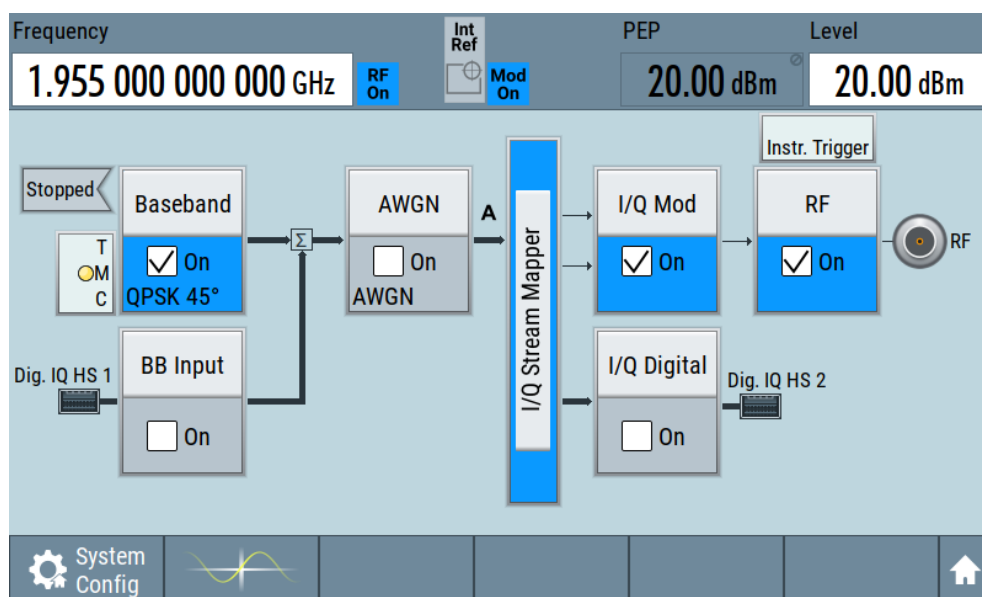 Frequency
Int
Ref
PEP
Level
1.955 000 000 000 GHz
RF
On
Mod
On
20.00 dBm
20.00 dBm
Instr. Trigger
Stopped
Baseband
On
QPSK 45°
T
M
C
Σ
AWGN
On
AWGN
A
I/Q Stream Mapper
I/Q Mod
On
RF
On
RF
Dig. IQ HS 1
BB Input
On
I/Q Digital
On
Dig. IQ HS 2
System
Config